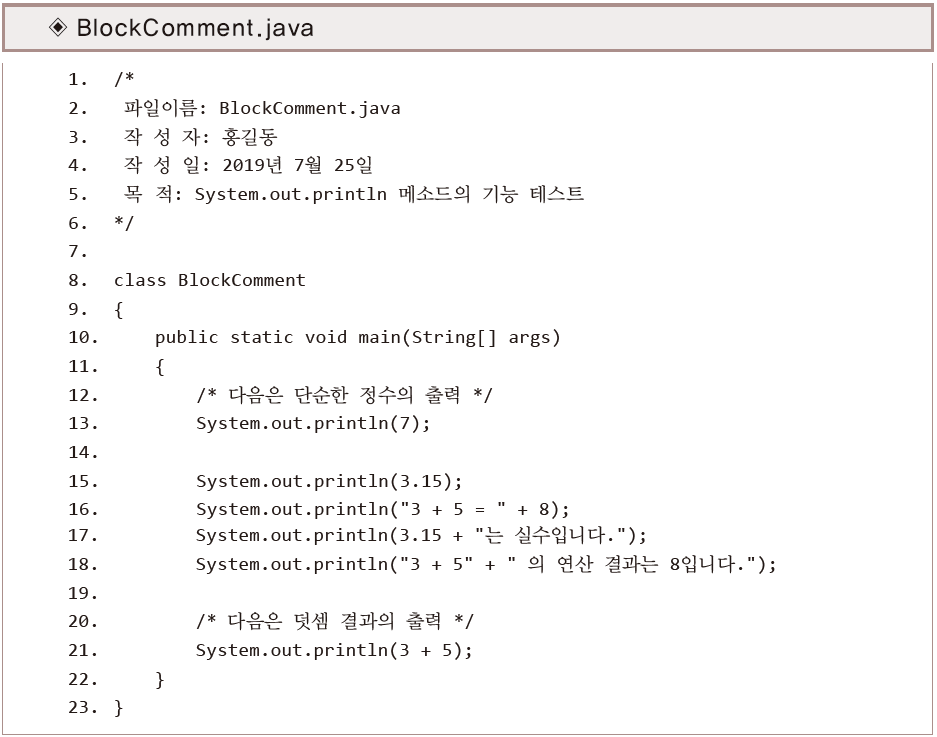 ◈ BlockComment.java
1. /*
2. 파일이름: BlockComment.java
3. 작 성 자: 홍길동
4. 작 성 일: 2019년 7월 25일
5. 목 적: System.out.println 메소드의 기능 테스트
6. */
7.
8. class BlockComment
9. {
10. public static void main(String[] args)
11. {
12. /* 다음은 단순한 정수의 출력 */
13. System.out.println(7);
14.
15. System.out.println(3.15);
16. System.out.println("3 + 5 = " + 8);
17. System.out.println(3.15 + "는 실수입니다.");
18. System.out.println("3 + 5" + " 의 연산 결과는 8입니다.");
19.
20. /* 다음은 덧셈 결과의 출력 */
21. System.out.println(3 + 5);
22. }
23. }